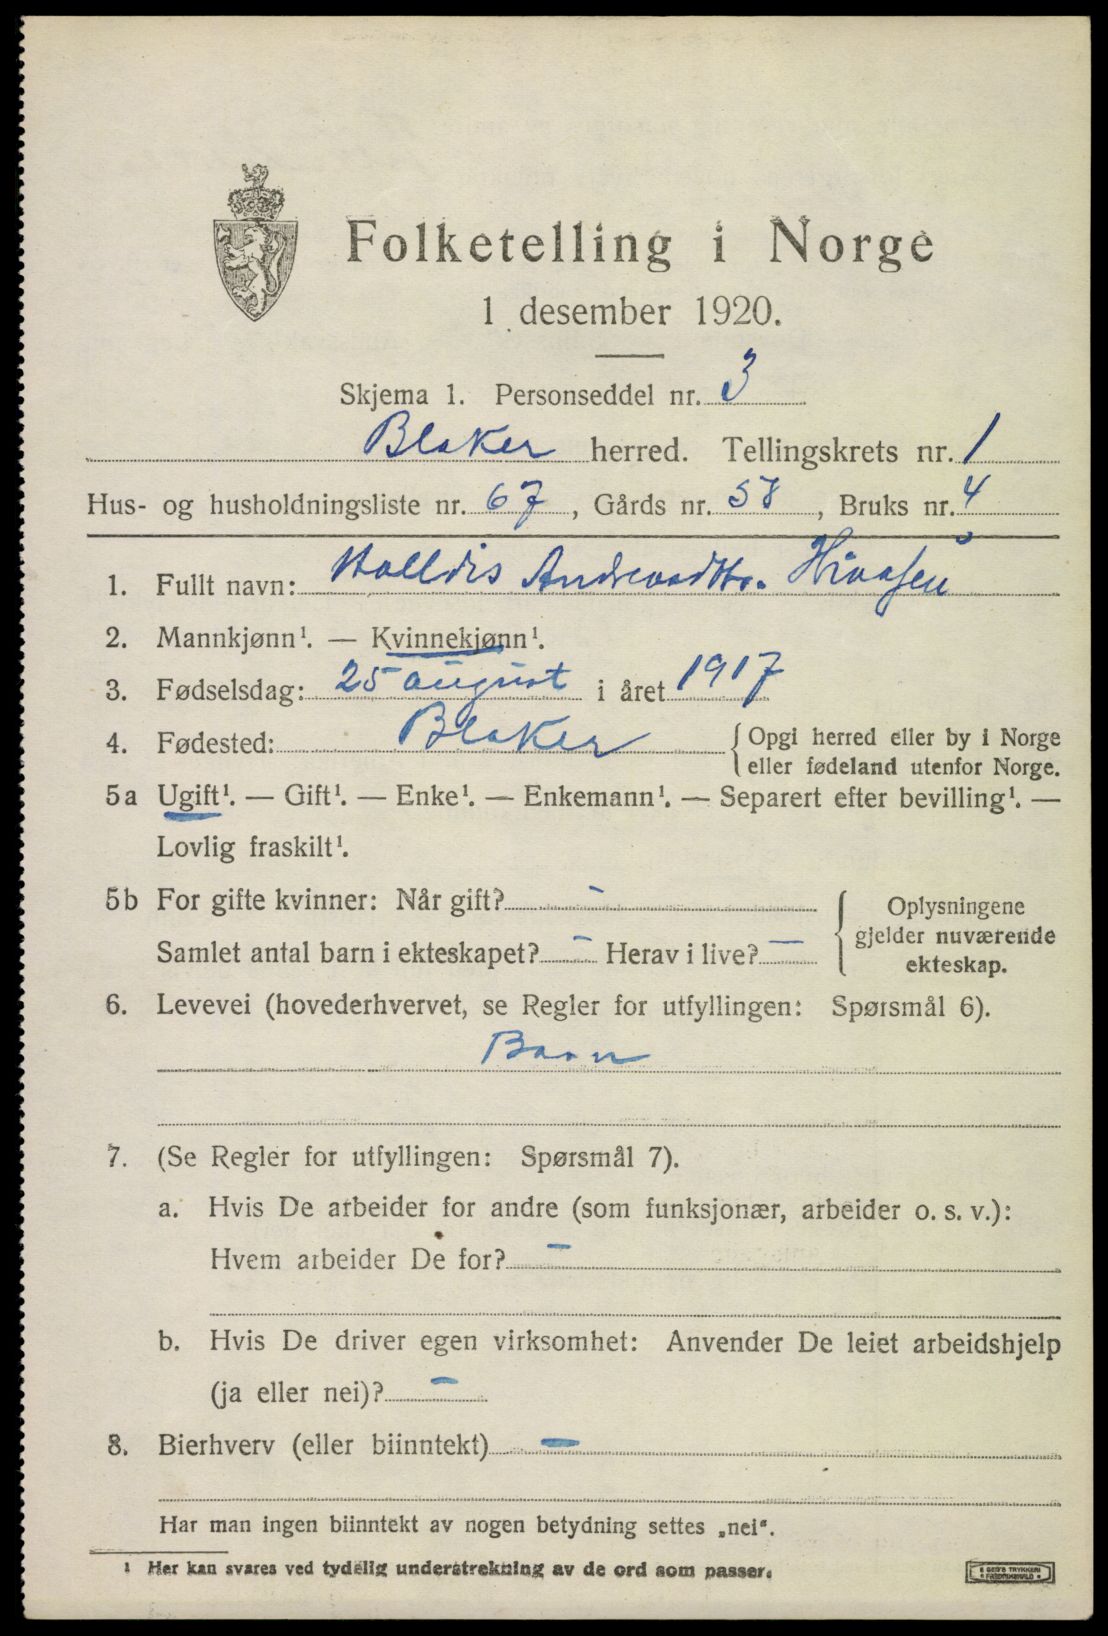 Folketelling i Norge
1 desember 1920.
Skjema 1. Personseddel nr. 3
Blaker herred. Tellingskrets nr. 1
Hus- og husholdningsliste nr. 67, Gårds nr. 58, Bruks nr. 4
1. Fullt navn: Halldis
2. Mannkjønn¹. — Kvinnekjønn¹.
3. Fødselsdag: 25 august i året 1917
4. Fødested: Blaker {Opgi herred eller by i Norge
eller fødeland utenfor Norge.
5a Ugift¹. — Gift¹. — Enke¹. — Enkemann¹. — Separert efter bevilling¹. —
Lovlig fraskilt¹.
5b For gifte kvinner: Når gift? -
Samlet antal barn i ekteskapet? - Herav i live? —
{Oplysningene
gjelder nuværende
ekteskap.
6. Levevei (hovederhvervet, se Regler for utfyllingen: Spørsmål 6).
Barn
7. (Se Regler for utfyllingen: Spørsmål 7).
a. Hvis De arbeider for andre (som funksjonær, arbeider o. s. v.):
Hvem arbeider De for? —
b. Hvis De driver egen virksomhet: Anvender De leiet arbeidshjelp
(ja eller nei)? —
8. Bierhverv (eller biinntekt) —
Har man ingen biinntekt av nogen betydning settes „nei“.
¹ Her kan svares ved tydelig understrekning av de ord som passer.